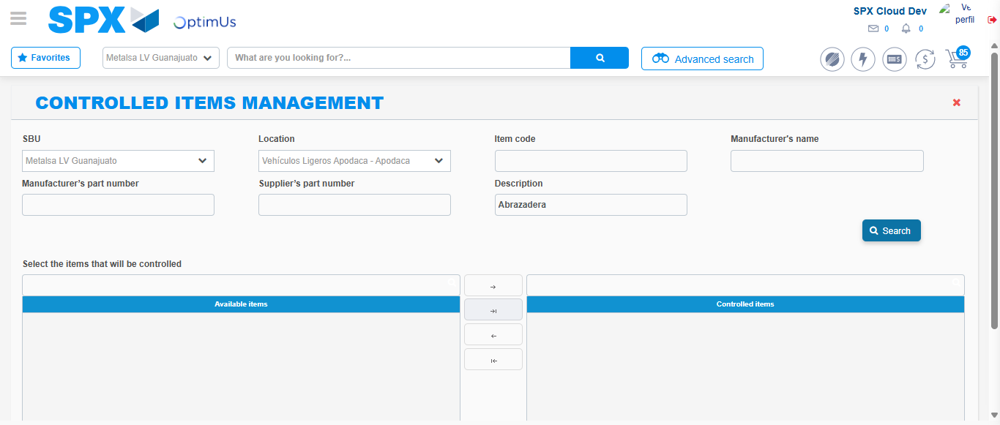 SPX OptimUs
SPX Cloud Dev
Ve
perfil
0 0
Favorites
Metalsa LV Guanajuato
What are you looking for?...
Advanced search
$
85
CONTROLLED ITEMS MANAGEMENT
SBU
Location
Item code
Manufacturer's name
Metalsa LV Guanajuato
Vehículos Ligeros Apodaca - Apodaca
Manufacturer's part number
Supplier's part number
Description
Abrazadera
Search
Select the items that will be controlled
Available items
Controlled items